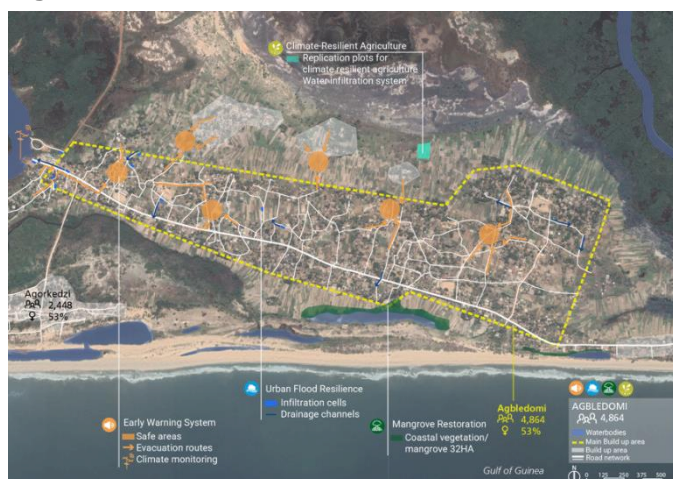 Climate-Resilient Agriculture
Replication plots for
climate resilient agriculture
Water infiltration system
Agorkedzi
2,448
53%
Urban Flood Resilience
Infiltration cells
Drainage channels
Early Warning System
Safe areas
Evacuation routes
Climate monitoring
Mangrove Restoration
Coastal vegetation/
mangrove 32HA
Agbledomi
4,864
53%
Gulf of Guinea
AGBLEDOMI
4,864
Waterbodies
Main Build up area
Build up area
Road network
N
0 125 250 375 500